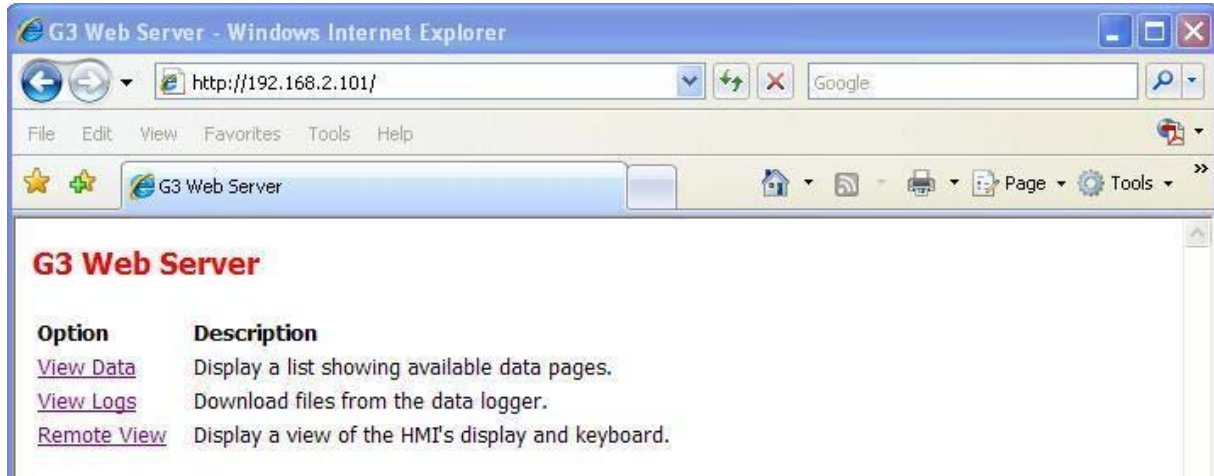 G3 Web Server - Windows Internet Explorer
http://192.168.2.101/
Google
File Edit View Favorites Tools Help
G3 Web Server
Page Tools »
G3 Web Server
Option Description
View Data Display a list showing available data pages.
View Logs Download files from the data logger.
Remote View Display a view of the HMI's display and keyboard.